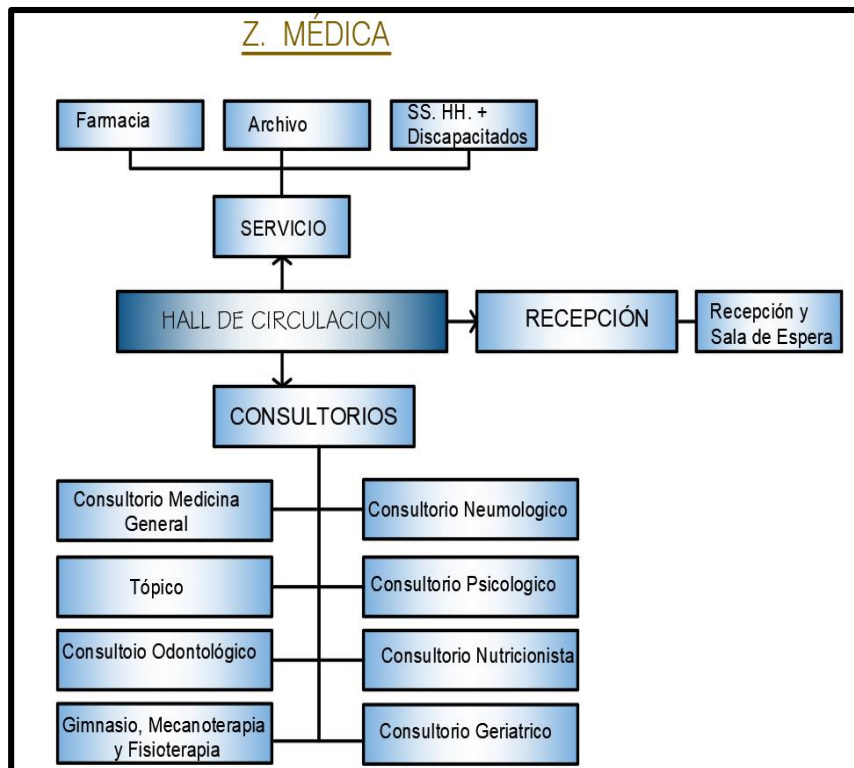 Z. MÉDICA
Farmacia
Archivo
SS. HH. +
Discapacitados
SERVICIO
HALL DE CIRCULACION
RECEPCIÓN
Recepción y
Sala de Espera
CONSULTORIOS
Consultorio Medicina
General
Consultorio Neumologico
Tópico
Consultorio Psicologico
Consultoio Odontológico
Consultorio Nutricionista
Gimnasio, Mecanoterapia
y Fisioterapia
Consultorio Geriatrico